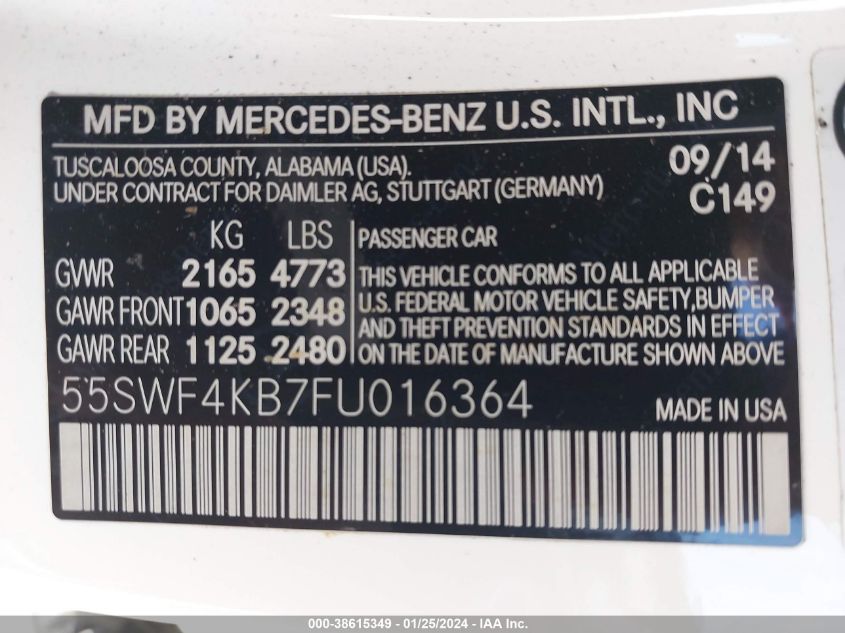 MFD BY MERCEDES-BENZ U.S. INTL., INC
TUSCALOOSA COUNTY, ALABAMA (USA). 09/14
UNDER CONTRACT FOR DAIMLER AG, STUTTGART (GERMANY) C149
KG LBS PASSENGER CAR
GVWR 2165 4773 THIS VEHICLE CONFORMS TO ALL APPLICABLE
GAWR FRONT 1065 2348 U.S. FEDERAL MOTOR VEHICLE SAFETY, BUMPER
AND THEFT PREVENTION STANDARDS IN EFFECT
GAWR REAR 1125 2480 ON THE DATE OF MANUFACTURE SHOWN ABOVE.
55SWF4KB7FU016364 MADE IN USA
000-38615349 - 01/25/2024 - IAA Inc.